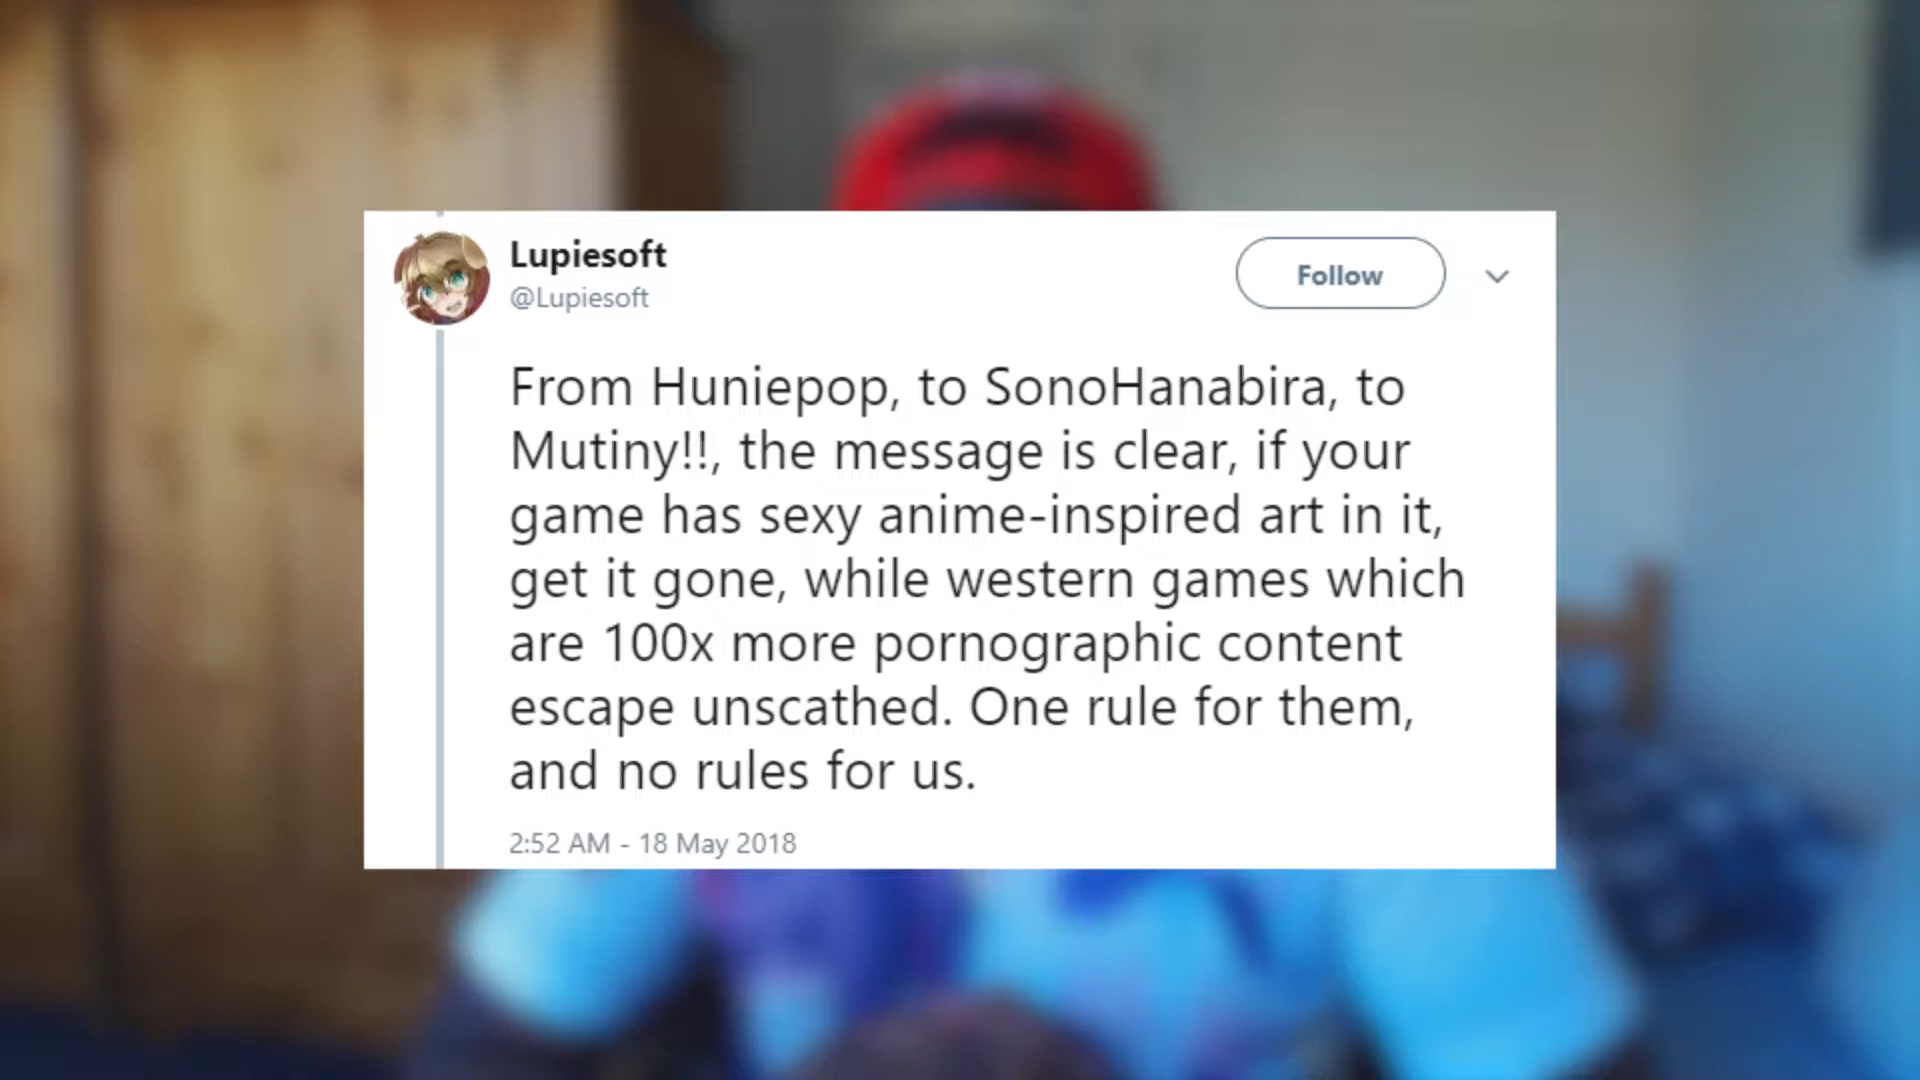 Lupiesoft
@Lupiesoft
Follow
From Huniepop, to SonoHanabira, to
Mutiny!!, the message is clear, if your
game has sexy anime-inspired art in it,
get it gone, while western games which
are 100x more pornographic content
escape unscathed. One rule for them,
and no rules for us.
2:52 AM - 18 May 2018